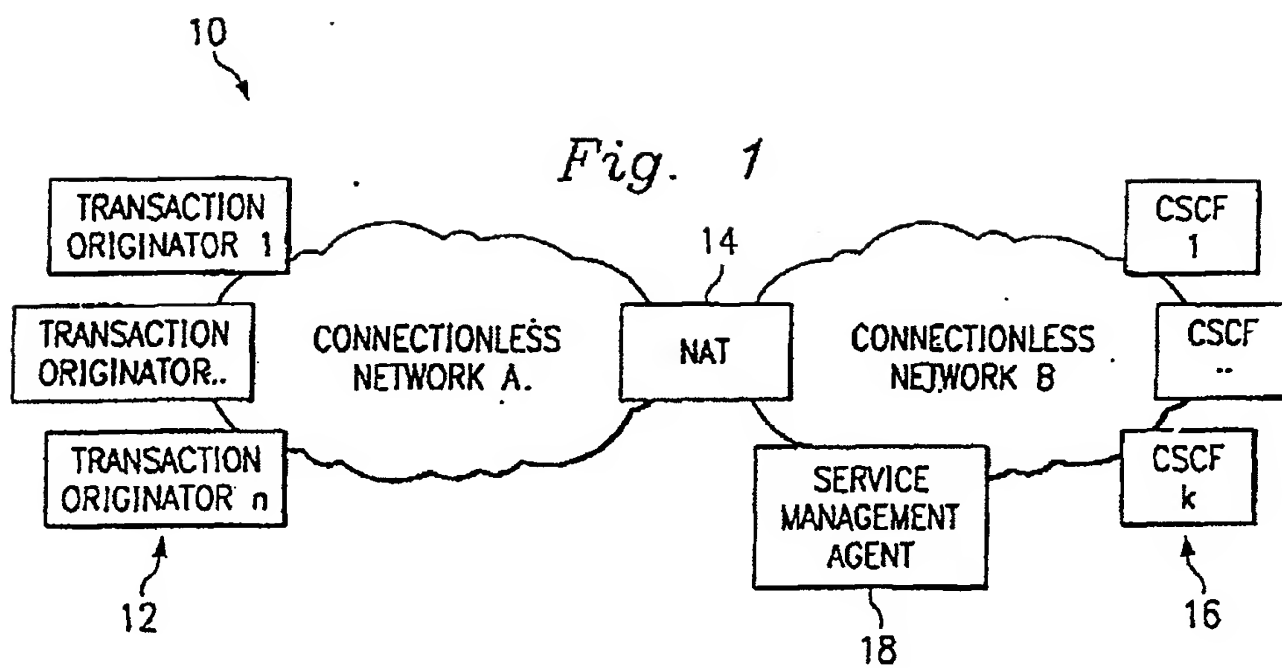 10
Fig. 1
TRANSACTION
ORIGINATOR 1
TRANSACTION
ORIGINATOR..
TRANSACTION
ORIGINATOR n
12
CONNECTIONLESS
NETWORK A.
14
NAT
CONNECTIONLESS
NETWORK B
SERVICE
MANAGEMENT
AGENT
18
CSCF
1
CSCF
..
CSCF
k
16